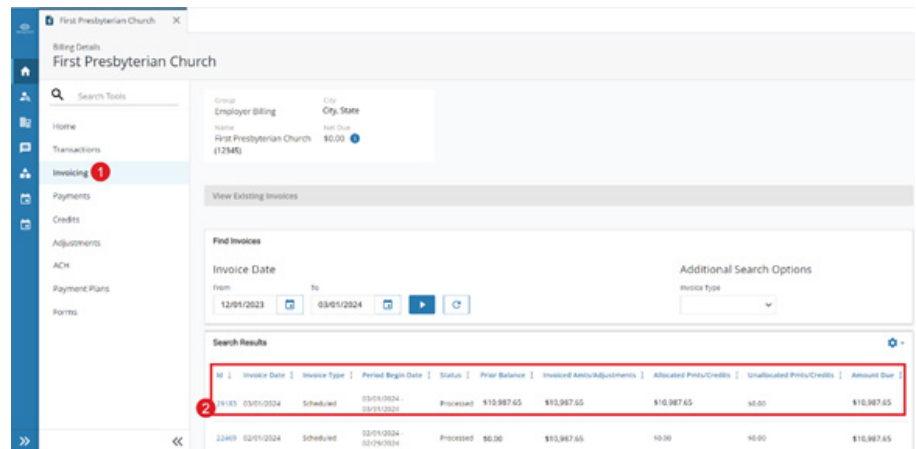 First Presbyterian Church
Billing Details
First Presbyterian Church
Search Tools
Home
Transactions
Invoicing 1
Payments
Credits
Adjustments
ACH
Payment Plans
Forms
Group City
Employer Billing City, State
Name Net Due
First Presbyterian Church $0.00
(12345)
View Existing Invoices
Find Invoices
Invoice Date Additional Search Options
From To Invoice Type
12/01/2023 03/01/2024
Search Results
Id Invoice Date Invoice Type Period Begin Date Status Prior Balance Invoiced Amts/Adjustments Allocated Pmts/Credits Unallocated Pmts/Credits Amount Due
2 03/01/2024 Scheduled 03/01/2024 - 03/31/2024 Processed $10,987.65 $10,987.65 $10,987.65 $0.00 $10,987.65
22469 02/01/2024 Scheduled 02/01/2024 - 02/29/2024 Processed $0.00 $10,987.65 $0.00 $0.00 $10,987.65